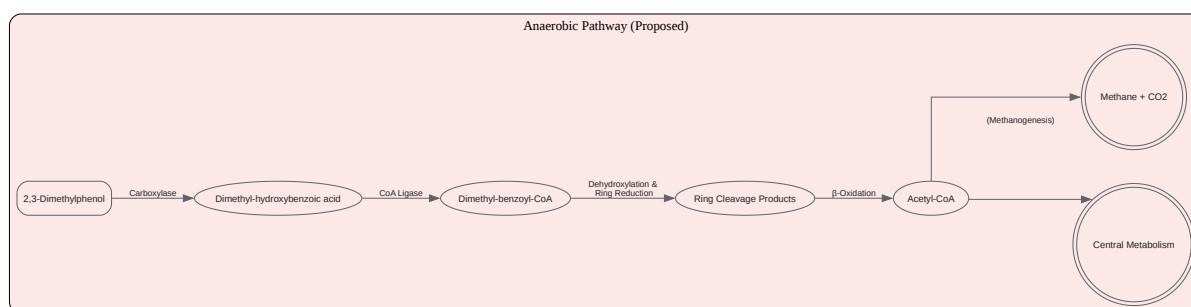 Anaerobic Pathway (Proposed)
Methane + CO2
(Methanogenesis)
2,3-Dimethylphenol
Carboxylase
Dimethyl-hydroxybenzoic acid
CoA Ligase
Dimethyl-benzoyl-CoA
Dehydroxylation &
Ring Reduction
Ring Cleavage Products
β-Oxidation
Acetyl-CoA
Central Metabolism